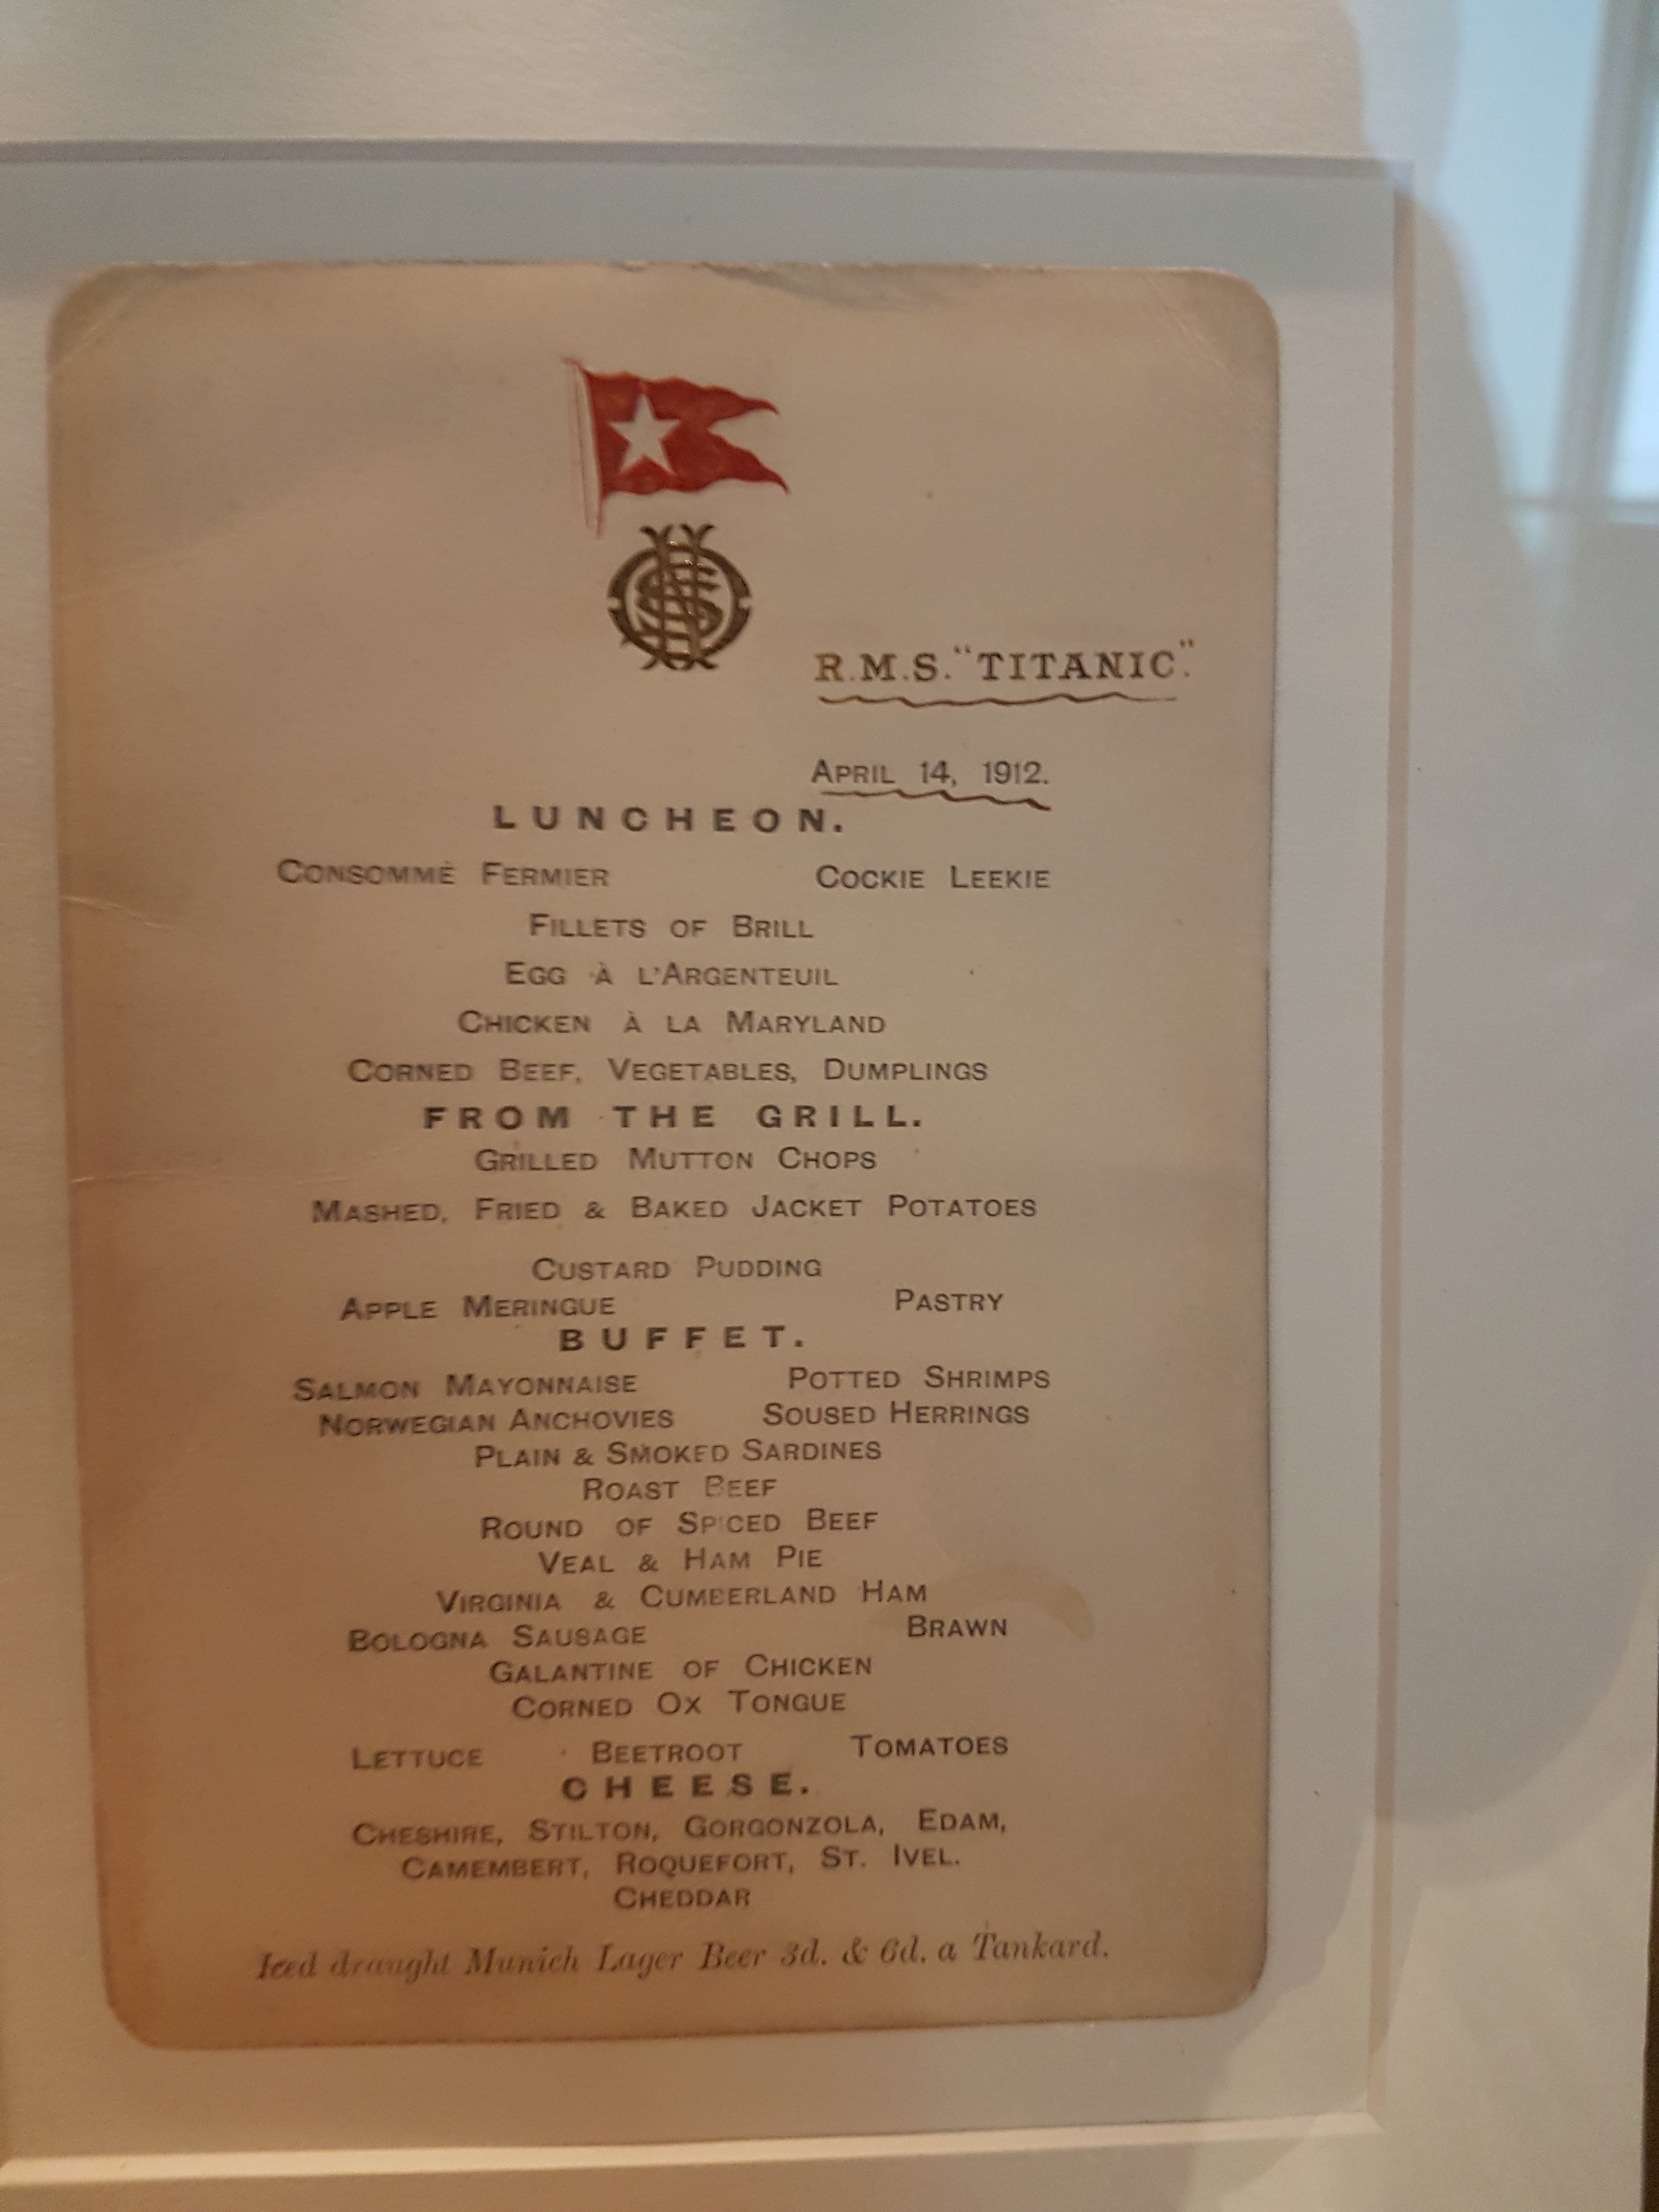 OSNC
R.M.S. "TITANIC."
APRIL 14, 1912.
LUNCHEON.
CONSOMMÉ FERMIER COCKIE LEEKIE
FILLETS OF BRILL
EGG À L'ARGENTEUIL
CHICKEN À LA MARYLAND
CORNED BEEF, VEGETABLES, DUMPLINGS
FROM THE GRILL.
GRILLED MUTTON CHOPS
MASHED, FRIED & BAKED JACKET POTATOES
CUSTARD PUDDING
APPLE MERINGUE PASTRY
BUFFET.
SALMON MAYONNAISE POTTED SHRIMPS
NORWEGIAN ANCHOVIES SOUSED HERRINGS
PLAIN & SMOKED SARDINES
ROAST BEEF
ROUND OF SPICED BEEF
VEAL & HAM PIE
VIRGINIA & CUMBERLAND HAM
BOLOGNA SAUSAGE BRAWN
GALANTINE OF CHICKEN
CORNED OX TONGUE
LETTUCE BEETROOT TOMATOES
CHEESE.
CHESHIRE, STILTON, GORGONZOLA, EDAM,
CAMEMBERT, ROQUEFORT, ST. IVEL.
CHEDDAR
Iced draught Munich Lager Beer 3d. & 6d. a Tankard.